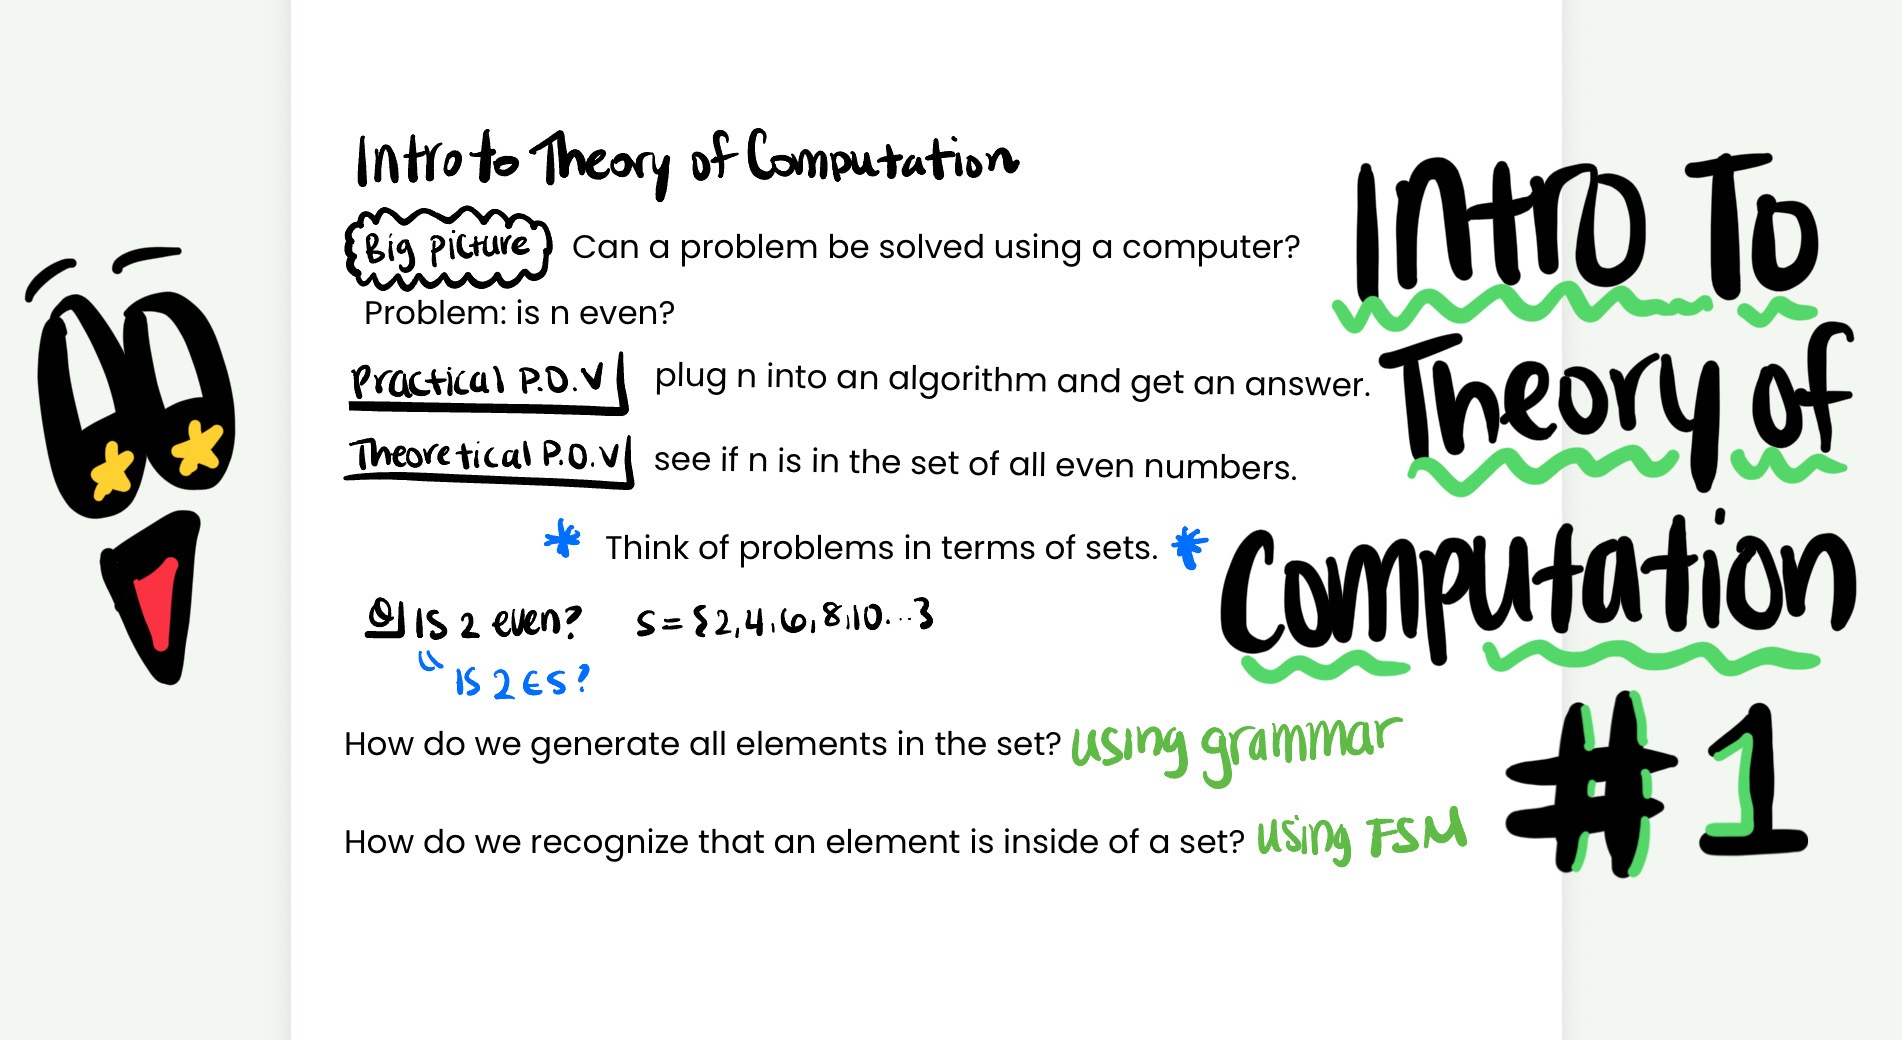 Intro to Theory of Computation
Big Picture Can a problem be solved using a computer?
Problem: is n even?
Practical P.O.V plug n into an algorithm and get an answer.
Theoretical P.O.V see if n is in the set of all even numbers.
* Think of problems in terms of sets. *
Q| Is 2 even? S = {2,4,6,8,10...}
" Is 2 ∈ S?
How do we generate all elements in the set? using grammar
How do we recognize that an element is inside of a set? using FSM
Intro To
Theory of
Computation
#1